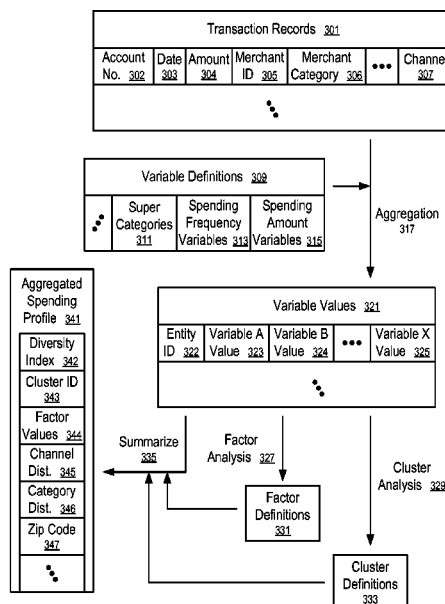 Transaction Records 301
Account No. 302
Date 303
Amount 304
Merchant ID 305
Merchant Category 306
•••
Channel 307
Variable Definitions 309
Super Categories 311
Spending Frequency Variables 313
Spending Amount Variables 315
Aggregation 317
Aggregated Spending Profile 341
Diversity Index 342
Cluster ID 343
Factor Values 344
Channel Dist. 345
Category Dist. 346
Zip Code 347
Variable Values 321
Entity ID 322
Variable A Value 323
Variable B Value 324
•••
Variable X Value 325
Summarize 335
Factor Analysis 327
Cluster Analysis 329
Factor Definitions 331
Cluster Definitions 333